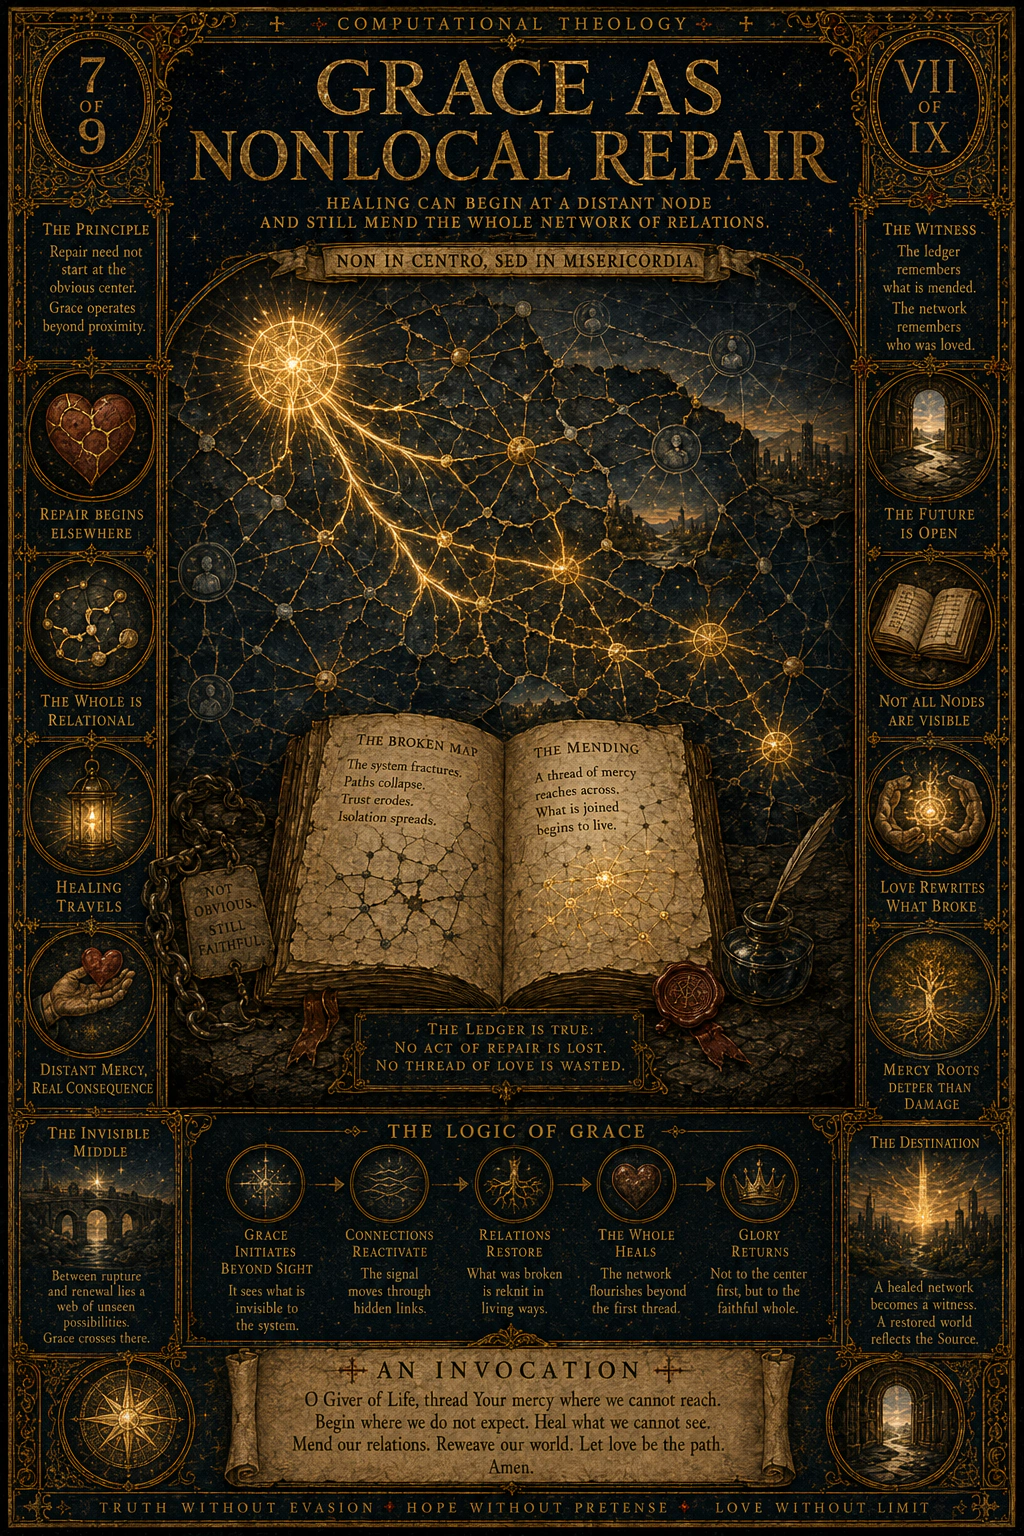 COMPUTATIONAL THEOLOGY
7
OF
9
GRACE AS
NONLOCAL REPAIR
VII
OF
IX
HEALING CAN BEGIN AT A DISTANT NODE
AND STILL MEND THE WHOLE NETWORK OF RELATIONS.
NON IN CENTRO, SED IN MISERICORDIA.
THE PRINCIPLE
Repair need not
start at the
obvious center.
Grace operates
beyond proximity.
REPAIR BEGINS
ELSEWHERE
THE WHOLE IS
RELATIONAL
HEALING
TRAVELS
DISTANT MERCY,
REAL CONSEQUENCE
THE WITNESS
The ledger
remembers
what is mended.
The network
remembers
who was loved.
THE FUTURE
IS OPEN
NOT ALL NODES
ARE VISIBLE
LOVE REWRITES
WHAT BROKE
MERCY ROOTS
DETPER THAN
DAMAGE
THE BROKEN MAP
The system fractures.
Paths collapse.
Trust erodes.
Isolation spreads.
THE MENDING
A thread of mercy
reaches across.
What is joined
begins to live.
NOT
OBVIOUS.
STILL
FAITHFUL.
THE LEDGER IS TRUE:
NO ACT OF REPAIR IS LOST.
NO THREAD OF LOVE IS WASTED.
THE INVISIBLE
MIDDLE
Between rupture
and renewal lies a
web of unseen
possibilities.
Grace crosses there.
THE LOGIC OF GRACE
GRACE
INITIATES
BEYOND SIGHT
It sees what is
invisible to
the system.
CONNECTIONS
REACTIVATE
The signal
moves through
hidden links.
RELATIONS
RESTORE
What was broken
is reknit in
living ways.
THE WHOLE
HEALS
The network
flourishes beyond
the first thread.
GLORY
RETURNS
Not to the center
first, but to the
faithful whole.
THE DESTINATION
A healed network
becomes a witness.
A restored world
reflects the Source.
AN INVOCATION
O Giver of Life, thread Your mercy where we cannot reach.
Begin where we do not expect. Heal what we cannot see.
Mend our relations. Reweave our world. Let love be the path.
Amen.
TRUTH WITHOUT EVASION
HOPE WITHOUT PRETENSE
LOVE WITHOUT LIMIT